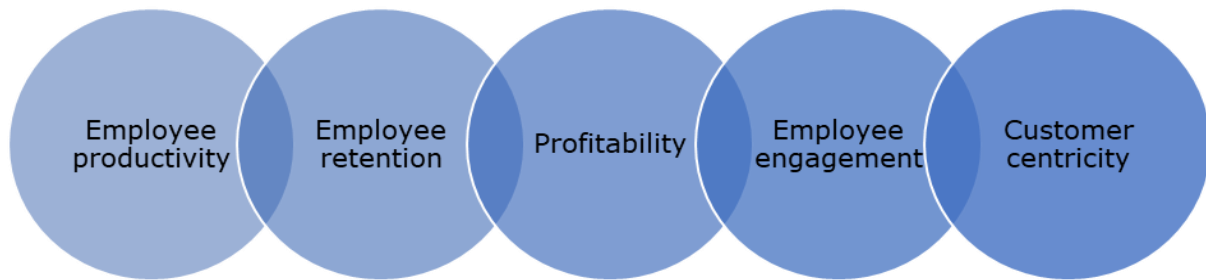 Employee
productivity
Employee
retention
Profitability
Employee
engagement
Customer
centricity